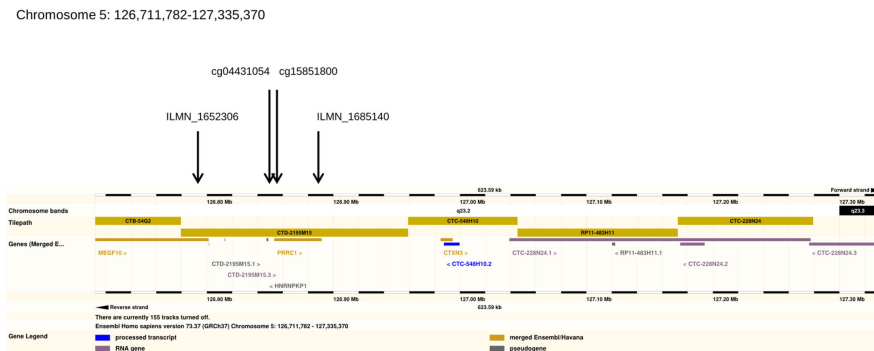 Chromosome 5: 126,711,782-127,335,370
cg04431054 cg15851800
ILMN_1652306 ILMN_1685140
623.59 kb Forward strand
126.80 Mb 126.90 Mb 127.00 Mb 127.10 Mb 127.20 Mb 127.30 Mb
Chromosome bands q23.2 q23.3
Tilepath CTB-54G2 CTC-548H10 CTC-228N24
CTD-2195M15 RP11-483H11
Genes (Merged E...
MEGF10 > PRRC1 > CTXN3 > CTC-228N24.1 > < RP11-483H11.1 < CTC-228N24.3
CTD-2195M15.1 > < CTC-548H10.2 < CTC-228N24.2
CTD-2195M15.3 >
< HNRNPKP1
126.80 Mb 126.90 Mb 127.00 Mb 127.10 Mb 127.20 Mb 127.30 Mb
Reverse strand 623.59 kb
There are currently 155 tracks turned off.
Ensembl Homo sapiens version 73.37 (GRCh37) Chromosome 5: 126,711,782 - 127,335,370
Gene Legend processed transcript merged Ensembl/Havana
RNA gene pseudogene